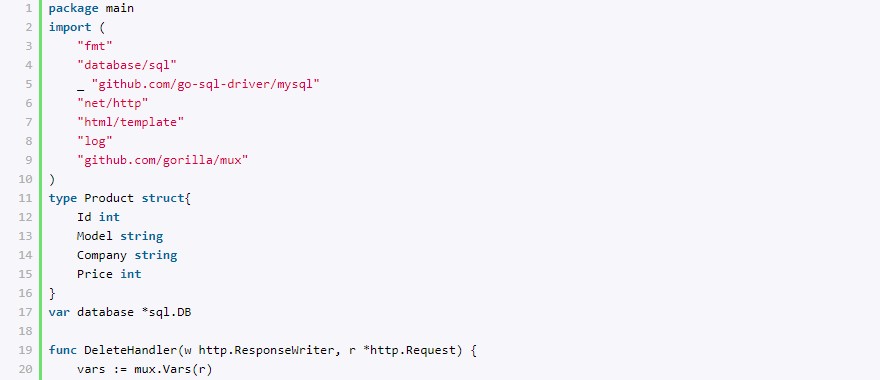 1 package main
2 import (
3     "fmt"
4     "database/sql"
5     _ "github.com/go-sql-driver/mysql"
6     "net/http"
7     "html/template"
8     "log"
9     "github.com/gorilla/mux"
10 )
11 type Product struct{
12     Id int
13     Model string
14     Company string
15     Price int
16 }
17 var database *sql.DB
18
19 func DeleteHandler(w http.ResponseWriter, r *http.Request) {
20     vars := mux.Vars(r)